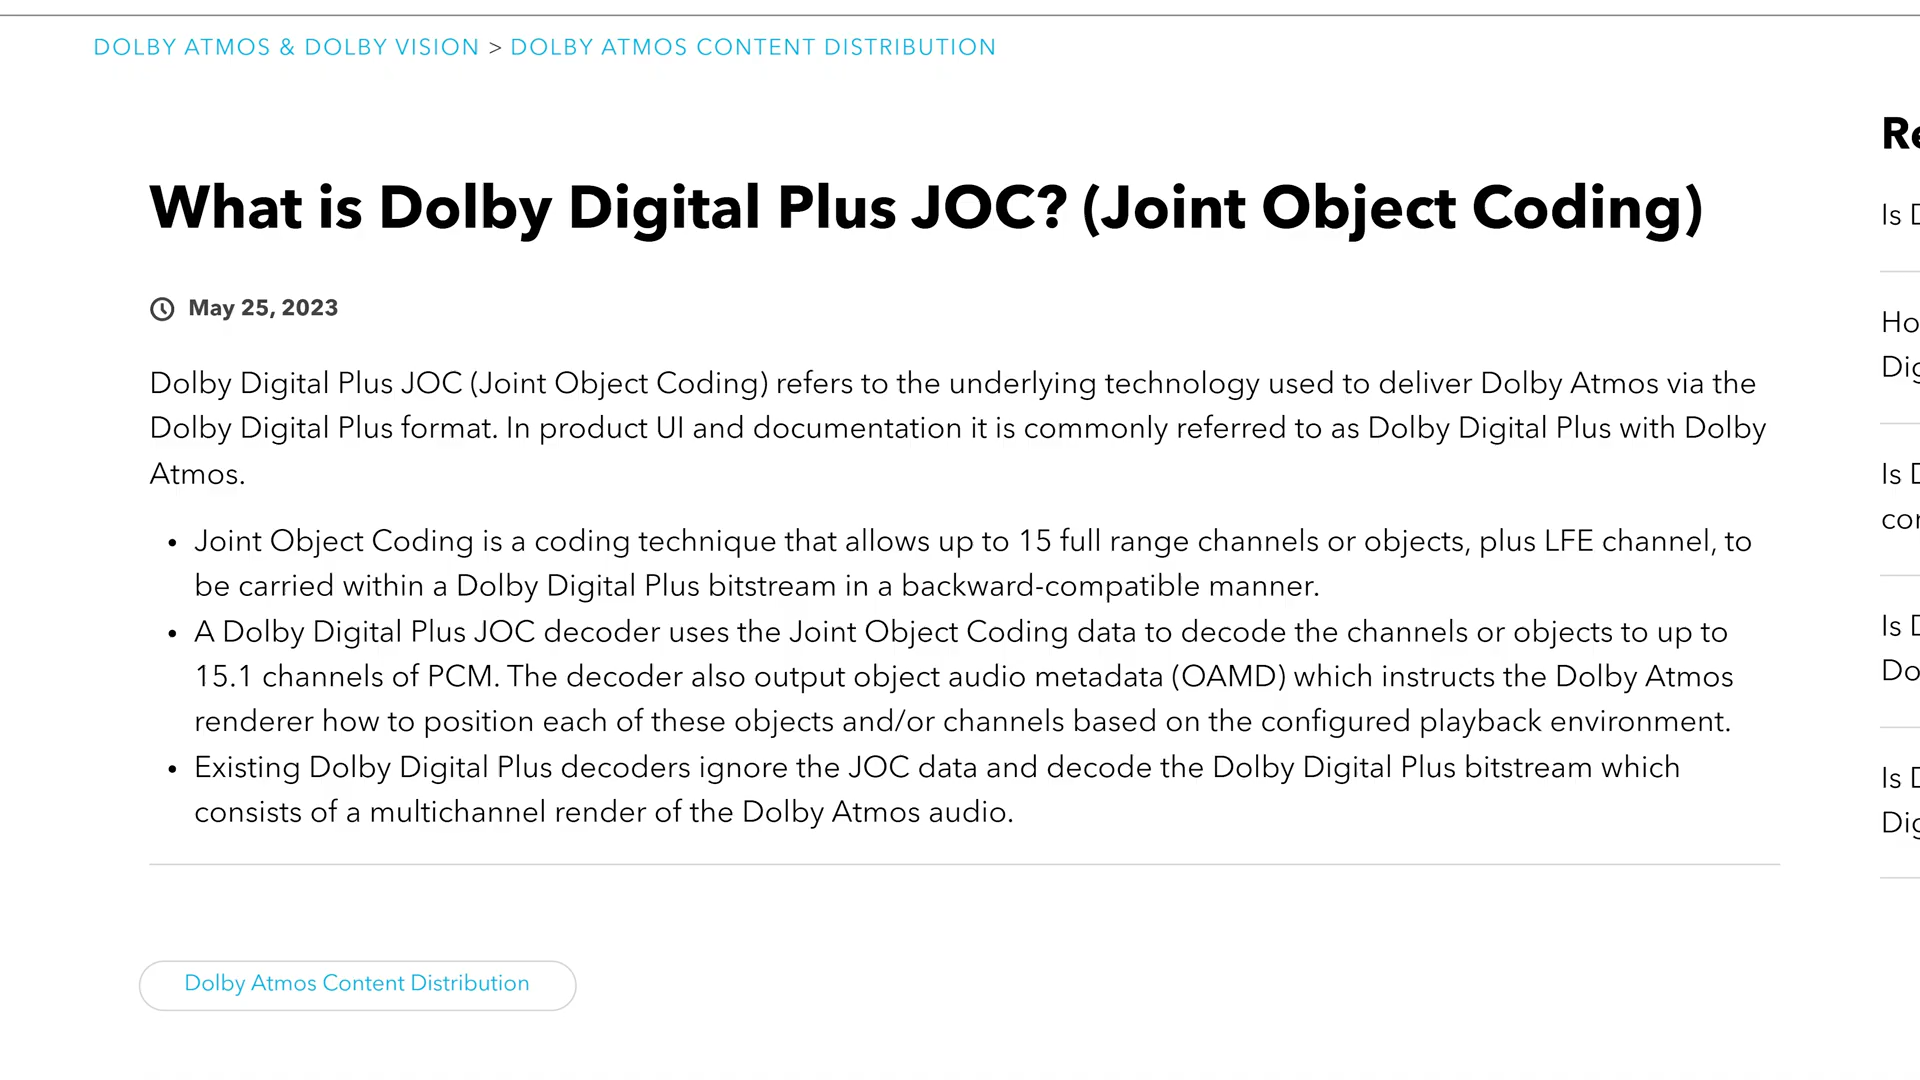 DOLBY ATMOS & DOLBY VISION > DOLBY ATMOS CONTENT DISTRIBUTION
What is Dolby Digital Plus JOC? (Joint Object Coding)
May 25, 2023
Dolby Digital Plus JOC (Joint Object Coding) refers to the underlying technology used to deliver Dolby Atmos via the
Dolby Digital Plus format. In product UI and documentation it is commonly referred to as Dolby Digital Plus with Dolby
Atmos.
• Joint Object Coding is a coding technique that allows up to 15 full range channels or objects, plus LFE channel, to
be carried within a Dolby Digital Plus bitstream in a backward-compatible manner.
• A Dolby Digital Plus JOC decoder uses the Joint Object Coding data to decode the channels or objects to up to
15.1 channels of PCM. The decoder also output object audio metadata (OAMD) which instructs the Dolby Atmos
renderer how to position each of these objects and/or channels based on the configured playback environment.
• Existing Dolby Digital Plus decoders ignore the JOC data and decode the Dolby Digital Plus bitstream which
consists of a multichannel render of the Dolby Atmos audio.
Dolby Atmos Content Distribution
Is
Is
Is
Is